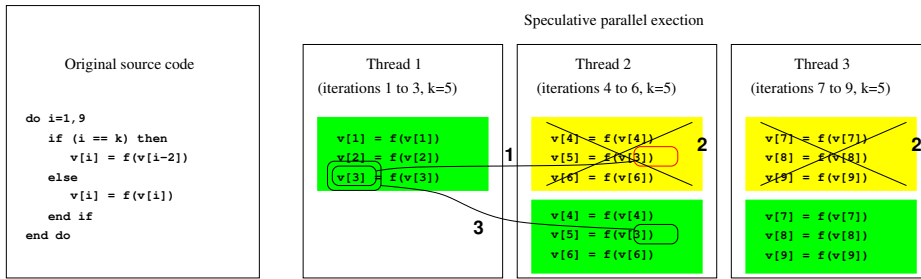 Speculative parallel exection
Original source code
do i=1,9
if (i == k) then
v[i] = f(v[i-2])
else
v[i] = f(v[i])
end if
end do
Thread 1
(iterations 1 to 3, k=5)
v[1] = f(v[1])
v[2] = f(v[2])
v[3] = f(v[3])
1
3
Thread 2
(iterations 4 to 6, k=5)
v[4] = f(v[4])
v[5] = f(v[3])
v[6] = f(v[6])
2
v[4] = f(v[4])
v[5] = f(v[3])
v[6] = f(v[6])
Thread 3
(iterations 7 to 9, k=5)
v[7] = f(v[7])
v[8] = f(v[8])
v[9] = f(v[9])
2
v[7] = f(v[7])
v[8] = f(v[8])
v[9] = f(v[9])